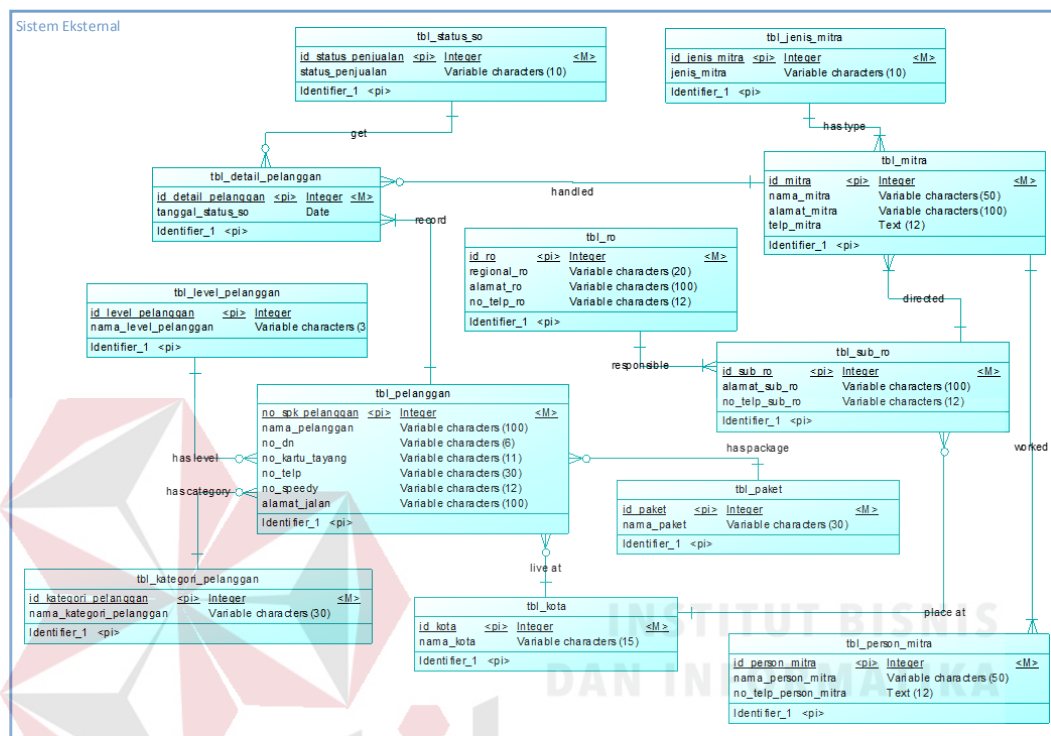 Sistem Eksternal
tbl_status_so
id_status_penjualan <pi> Integer <M>
status_penjualan Variable characters (10)
Identifier_1 <pi>
tbl_jenis_mitra
id_jenis_mitra <pi> Integer <M>
jenis_mitra Variable characters (10)
Identifier_1 <pi>
get
has type
tbl_detail_pelanggan
id_detail_pelanggan <pi> Integer <M>
tanggal_status_so Date
Identifier_1 <pi>
handled
tbl_mitra
id_mitra <pi> Integer <M>
nama_mitra Variable characters (50)
alamat_mitra Variable characters (100)
telp_mitra Text (12)
Identifier_1 <pi>
record
tbl_ro
id_ro <pi> Integer <M>
regional_ro Variable characters (20)
alamat_ro Variable characters (100)
no_telp_ro Variable characters (12)
Identifier_1 <pi>
directed
tbl_level_pelanggan
id_level_pelanggan <pi> Integer
nama_level_pelanggan Variable characters (3
Identifier_1 <pi>
responsible
tbl_sub_ro
id_sub_ro <pi> Integer <M>
alamat_sub_ro Variable characters (100)
no_telp_sub_ro Variable characters (12)
Identifier_1 <pi>
tbl_pelanggan
no_spk_pelanggan <pi> Integer <M>
nama_pelanggan Variable characters (100)
no_dn Variable characters (6)
no_kartu_tayang Variable characters (11)
no_telp Variable characters (30)
no_speedy Variable characters (12)
alamat_jalan Variable characters (100)
Identifier_1 <pi>
has level
has category
has package
worked
tbl_paket
id_paket <pi> Integer <M>
nama_paket Variable characters (30)
Identifier_1 <pi>
live at
tbl_kategori_pelanggan
id_kategori_pelanggan <pi> Integer <M>
nama_kategori_pelanggan Variable characters (30)
Identifier_1 <pi>
tbl_kota
id_kota <pi> Integer <M>
nama_kota Variable characters (15)
Identifier_1 <pi>
place at
tbl_person_mitra
id_person_mitra <pi> Integer <M>
nama_person_mitra Variable characters (50)
no_telp_person_mitra Text (12)
Identifier_1 <pi>
INSTITUT BISNIS
DAN INFORMATIKA